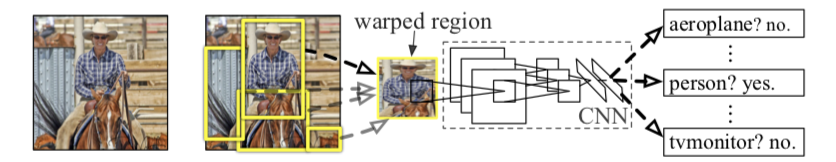 warped region
aeroplane? no.
person? yes.
CNN
tvmonitor? no.